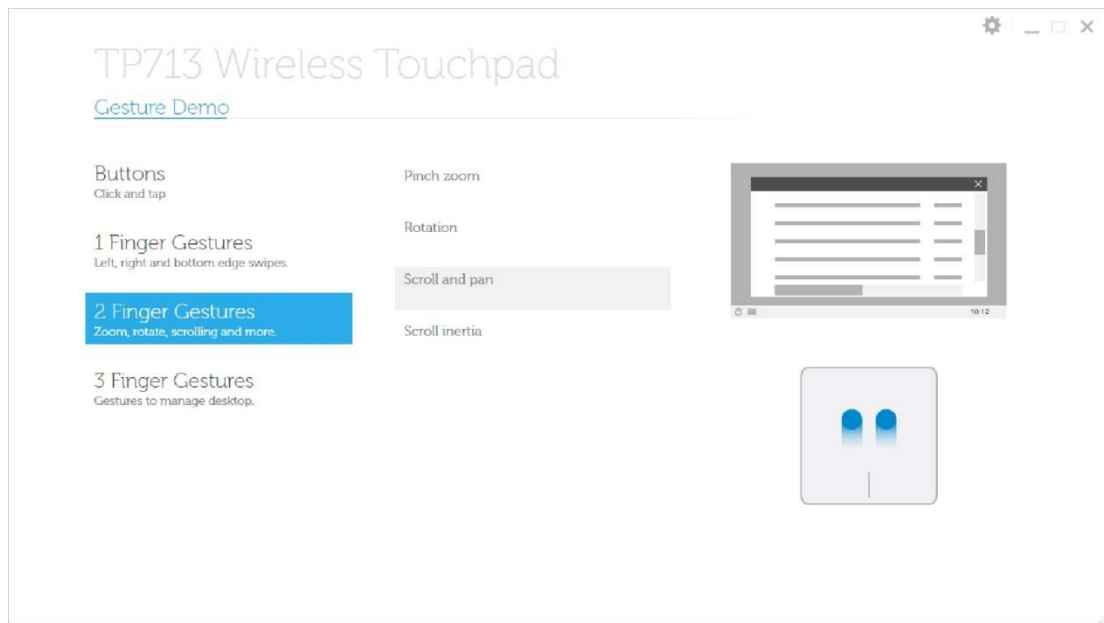 TP713 Wireless Touchpad
Gesture Demo
Buttons
Click and tap
1 Finger Gestures
Left, right and bottom edge swipes.
2 Finger Gestures
Zoom, rotate, scrolling and more.
3 Finger Gestures
Gestures to manage desktop.
Pinch zoom
Rotation
Scroll and pan
Scroll inertia
10:12